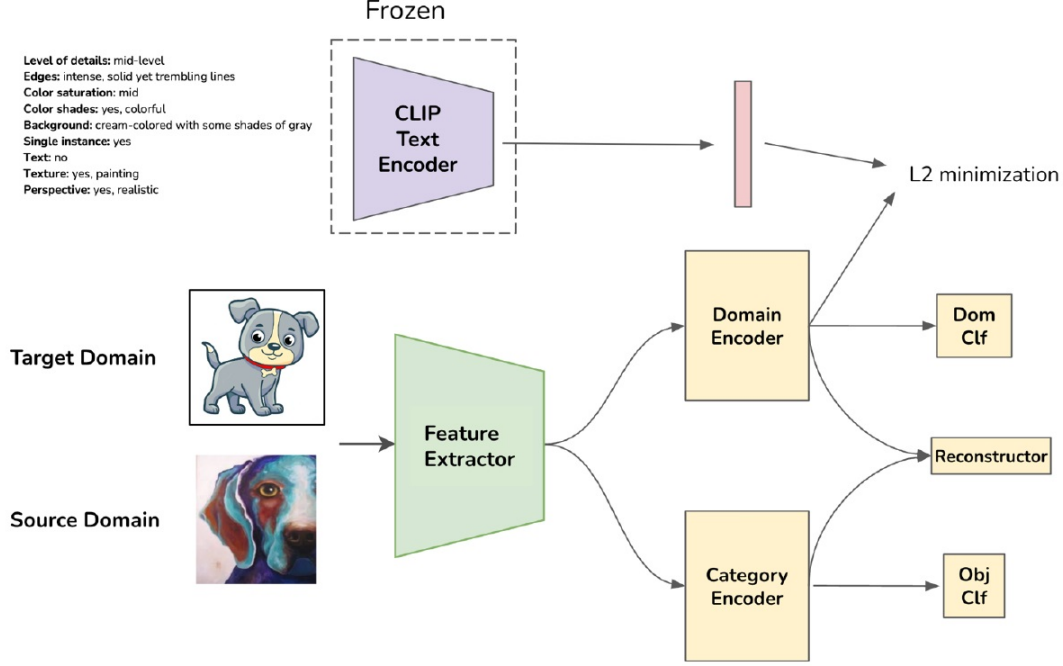 Frozen
Level of details: mid-level
Edges: intense, solid yet trembling lines
Color saturation: mid
Color shades: yes, colorful
Background: cream-colored with some shades of gray
Single instance: yes
Text: no
Texture: yes, painting
Perspective: yes, realistic
CLIP
Text
Encoder
L2 minimization
Target Domain
Source Domain
Feature
Extractor
Domain
Encoder
Dom
Clf
Reconstructor
Category
Encoder
Obj
Clf